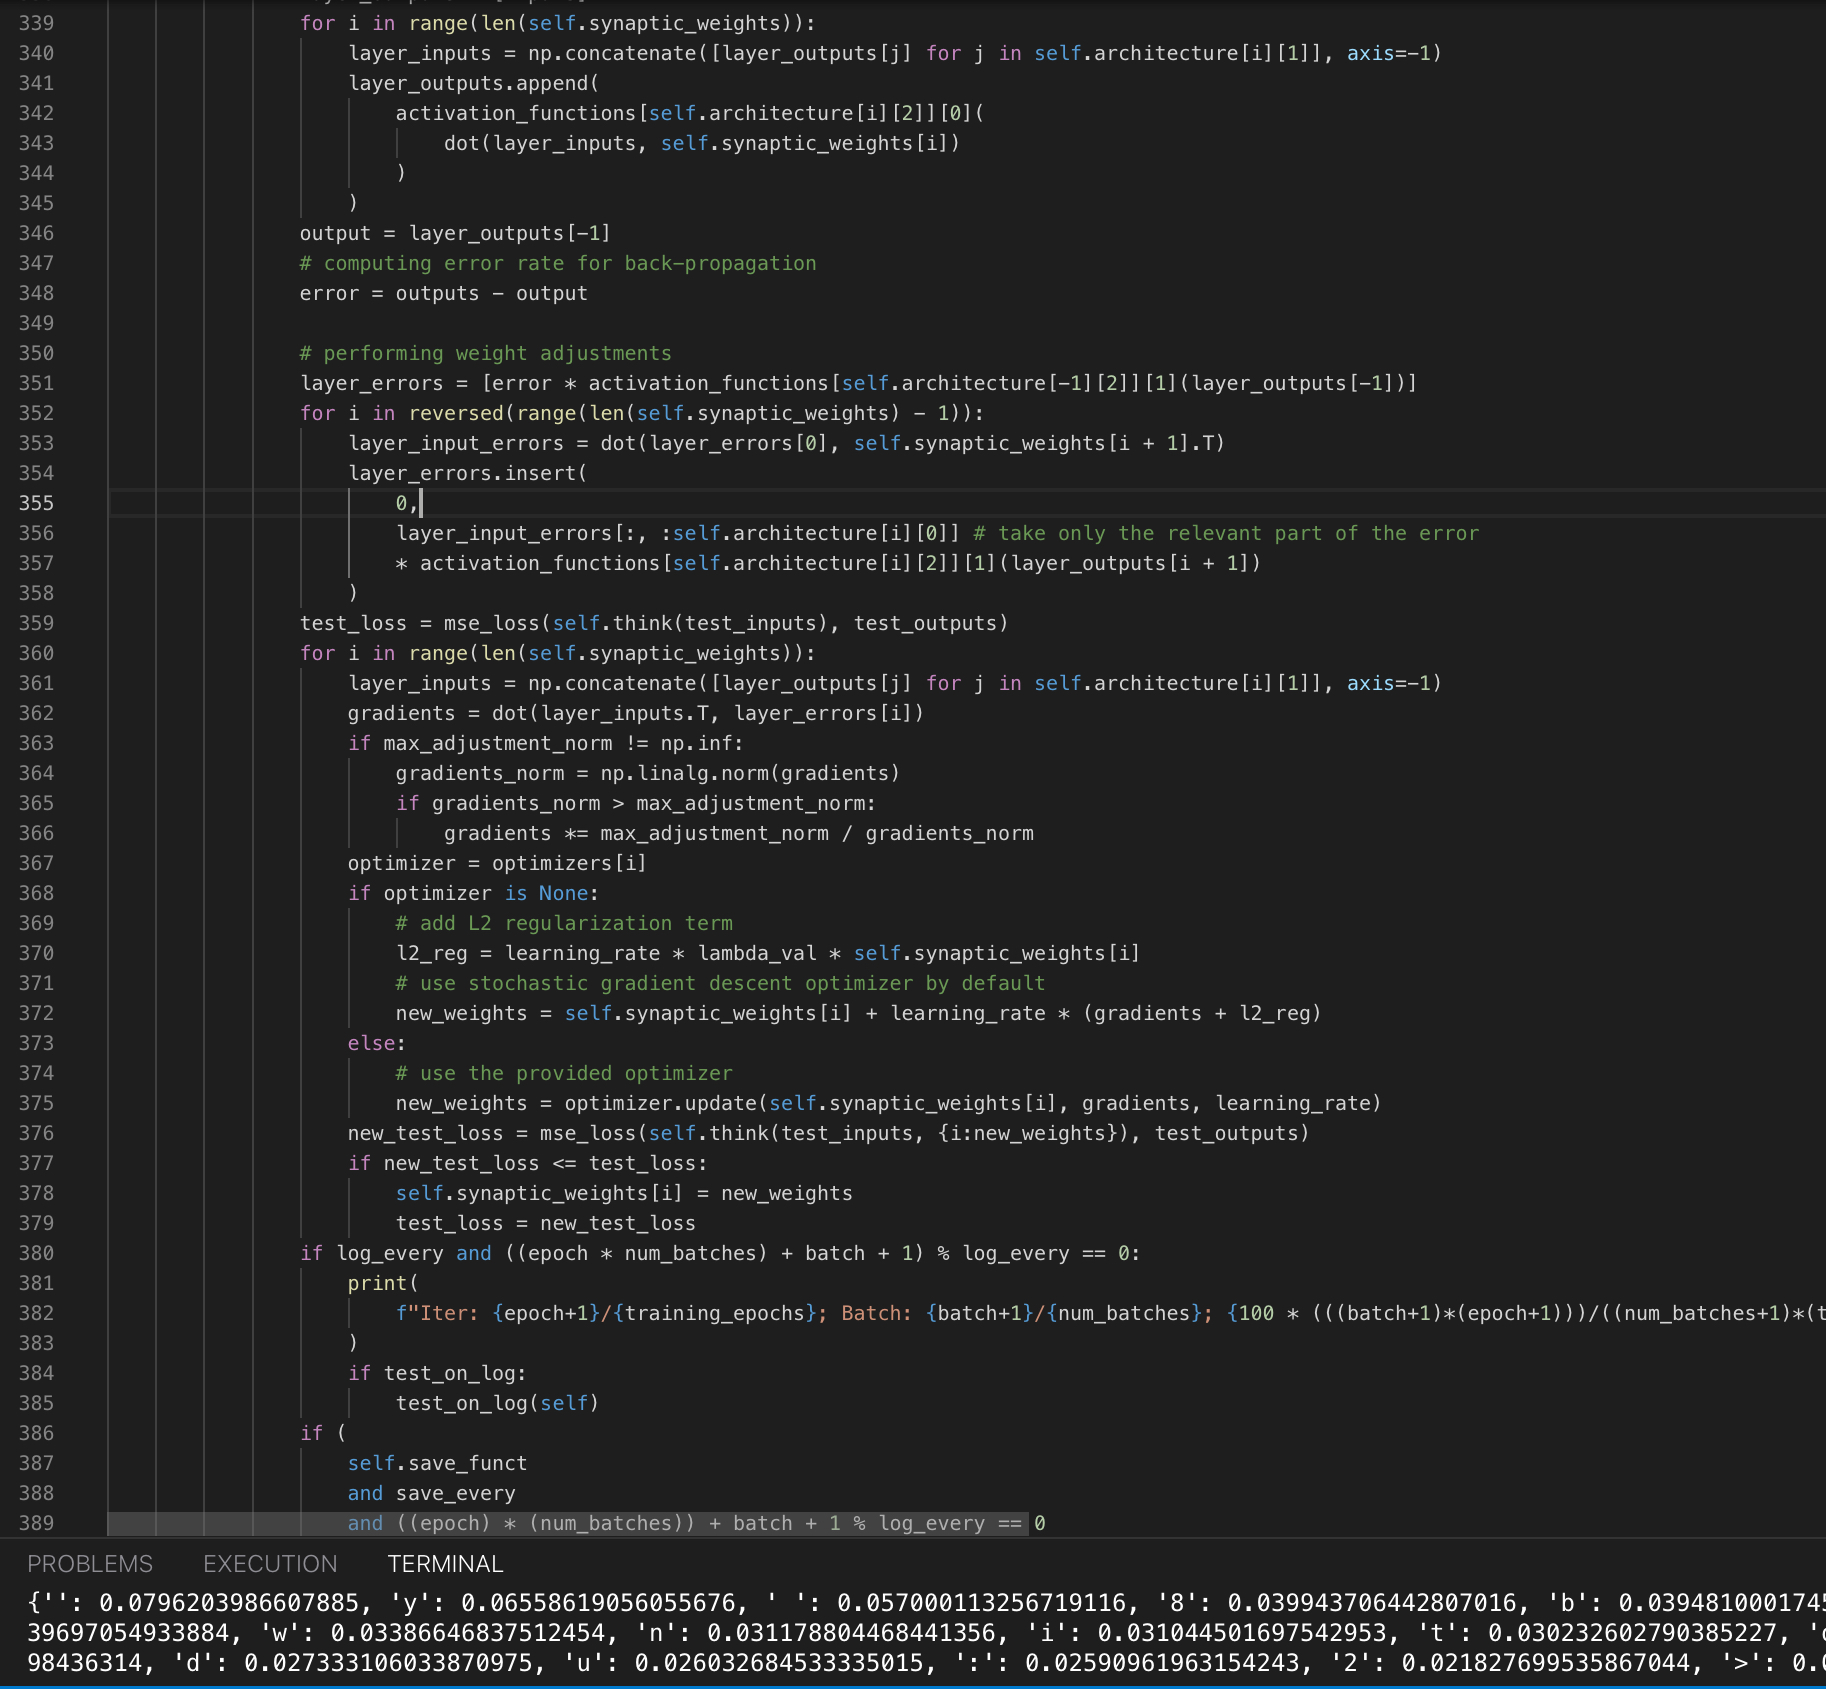 339 for i in range(len(self.synaptic_weights)):
340 layer_inputs = np.concatenate([layer_outputs[j] for j in self.architecture[i][1]], axis=-1)
341 layer_outputs.append(
342 activation_functions[self.architecture[i][2]][0](
343 dot(layer_inputs, self.synaptic_weights[i])
344 )
345 )
346 output = layer_outputs[-1]
347 # computing error rate for back-propagation
348 error = outputs - output
349
350 # performing weight adjustments
351 layer_errors = [error * activation_functions[self.architecture[-1][2]][1](layer_outputs[-1])]
352 for i in reversed(range(len(self.synaptic_weights) - 1)):
353 layer_input_errors = dot(layer_errors[0], self.synaptic_weights[i + 1].T)
354 layer_errors.insert(
355 0,
356 layer_input_errors[:, :self.architecture[i][0]] # take only the relevant part of the error
357 * activation_functions[self.architecture[i][2]][1](layer_outputs[i + 1])
358 )
359 test_loss = mse_loss(self.think(test_inputs), test_outputs)
360 for i in range(len(self.synaptic_weights)):
361 layer_inputs = np.concatenate([layer_outputs[j] for j in self.architecture[i][1]], axis=-1)
362 gradients = dot(layer_inputs.T, layer_errors[i])
363 if max_adjustment_norm != np.inf:
364 gradients_norm = np.linalg.norm(gradients)
365 if gradients_norm > max_adjustment_norm:
366 gradients *= max_adjustment_norm / gradients_norm
367 optimizer = optimizers[i]
368 if optimizer is None:
369 # add L2 regularization term
370 l2_reg = learning_rate * lambda_val * self.synaptic_weights[i]
371 # use stochastic gradient descent optimizer by default
372 new_weights = self.synaptic_weights[i] + learning_rate * (gradients + l2_reg)
373 else:
374 # use the provided optimizer
375 new_weights = optimizer.update(self.synaptic_weights[i], gradients, learning_rate)
376 new_test_loss = mse_loss(self.think(test_inputs, {i:new_weights}), test_outputs)
377 if new_test_loss <= test_loss:
378 self.synaptic_weights[i] = new_weights
379 test_loss = new_test_loss
380 if log_every and ((epoch * num_batches) + batch + 1) % log_every == 0:
381 print(
382 f"Iter: {epoch+1}/{training_epochs}; Batch: {batch+1}/{num_batches}; {100 * (((batch+1)*(epoch+1)))/((num_batches+1)*(t
383 )
384 if test_on_log:
385 test_on_log(self)
386 if (
387 self.save_funct
388 and save_every
389 and ((epoch) * (num_batches)) + batch + 1 % log_every == 0
PROBLEMS EXECUTION TERMINAL
{'': 0.0796203986607885, 'y': 0.06558619056055676, ' ': 0.057000113256719116, '8': 0.039943706442807016, 'b': 0.0394810001745
39697054933884, 'w': 0.03386646837512454, 'n': 0.031178804468441356, 'i': 0.031044501697542953, 't': 0.030232602790385227, '
98436314, 'd': 0.027333106033870975, 'u': 0.026032684533335015, ':': 0.02590961963154243, '2': 0.021827699535867044, '>': 0.